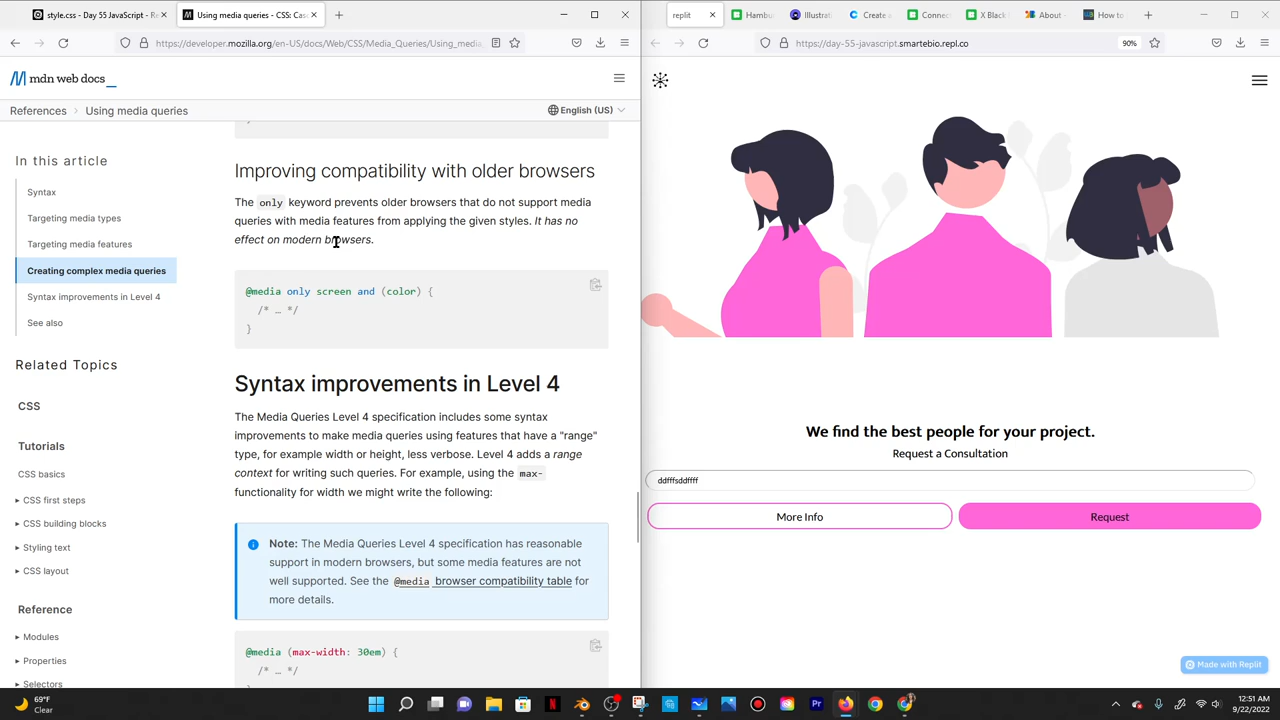 style.css - Day 55 JavaScript - R
Using media queries - CSS: Cas
https://developer.mozilla.org/en-US/docs/Web/CSS/Media_Queries/Using_media_
mdn web docs_
References > Using media queries
English (US)
In this article
Syntax
Targeting media types
Targeting media features
Creating complex media queries
Syntax improvements in Level 4
See also
Related Topics
CSS
Tutorials
CSS basics
CSS first steps
CSS building blocks
Styling text
CSS layout
Reference
Modules
Properties
Selectors
Improving compatibility with older browsers
The only keyword prevents older browsers that do not support media
queries with media features from applying the given styles. It has no
effect on modern browsers.
@media only screen and (color) {
/* … */
}
Syntax improvements in Level 4
The Media Queries Level 4 specification includes some syntax
improvements to make media queries using features that have a "range"
type, for example width or height, less verbose. Level 4 adds a range
context for writing such queries. For example, using the max-
functionality for width we might write the following:
Note: The Media Queries Level 4 specification has reasonable
support in modern browsers, but some media features are not
well supported. See the @media browser compatibility table for
more details.
@media (max-width: 30em) {
/* … */
replit
Hambu
Illustrati
Create
Connec
X Black
About -
How to
https://day-55-javascript.smartebio.repl.co
90%
We find the best people for your project.
Request a Consultation
ddfffsddffff
More Info
Request
Made with Replit
69°F
Clear
12:51 AM
9/22/2022